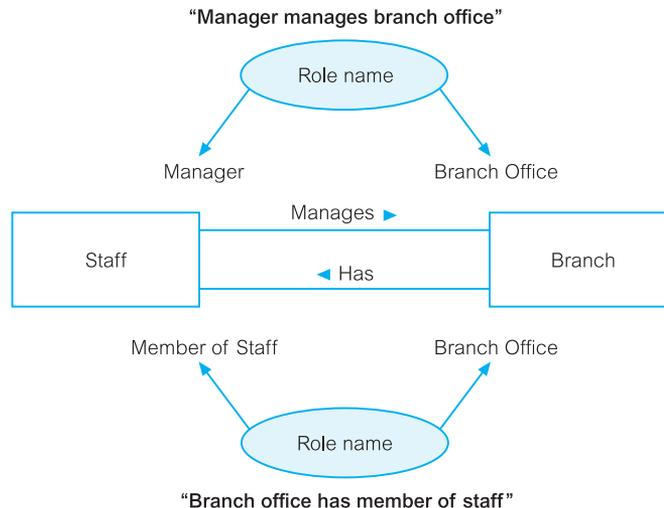 “Manager manages branch office”
Role name
Manager
Branch Office
Manages ►
Staff
Branch
◄ Has
Member of Staff
Branch Office
Role name
“Branch office has member of staff”